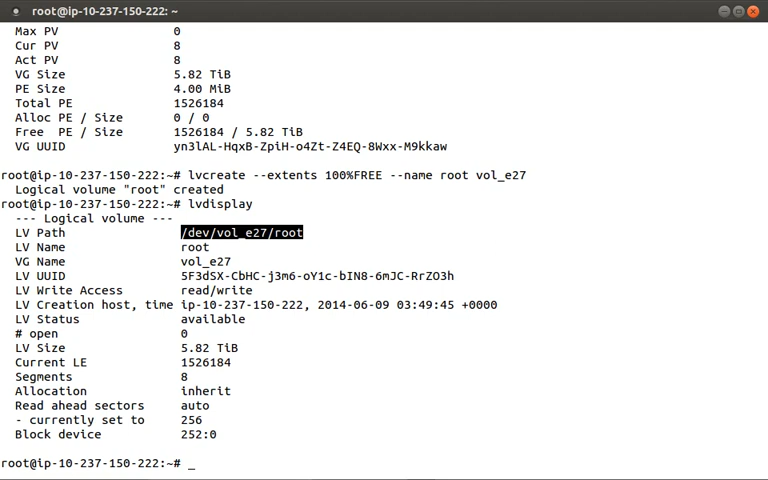 root@ip-10-237-150-222: ~
Max PV 0
Cur PV 8
Act PV 8
VG Size 5.82 TiB
PE Size 4.00 MiB
Total PE 1526184
Alloc PE / Size 0 / 0
Free  PE / Size 1526184 / 5.82 TiB
VG UUID yn3lAL-HqxB-ZpiH-o4Zt-Z4EQ-8Wxx-M9kkaw
root@ip-10-237-150-222:~# lvcreate --extents 100%FREE --name root vol_e27
Logical volume "root" created
root@ip-10-237-150-222:~# lvdisplay
--- Logical volume ---
LV Path /dev/vol_e27/root
LV Name root
VG Name vol_e27
LV UUID 5F3dSX-CbHC-j3m6-oY1c-bIN8-6mJC-RrZO3h
LV Write Access read/write
LV Creation host, time ip-10-237-150-222, 2014-06-09 03:49:45 +0000
LV Status available
# open 0
LV Size 5.82 TiB
Current LE 1526184
Segments 8
Allocation inherit
Read ahead sectors auto
- currently set to 256
Block device 252:0
root@ip-10-237-150-222:~# _